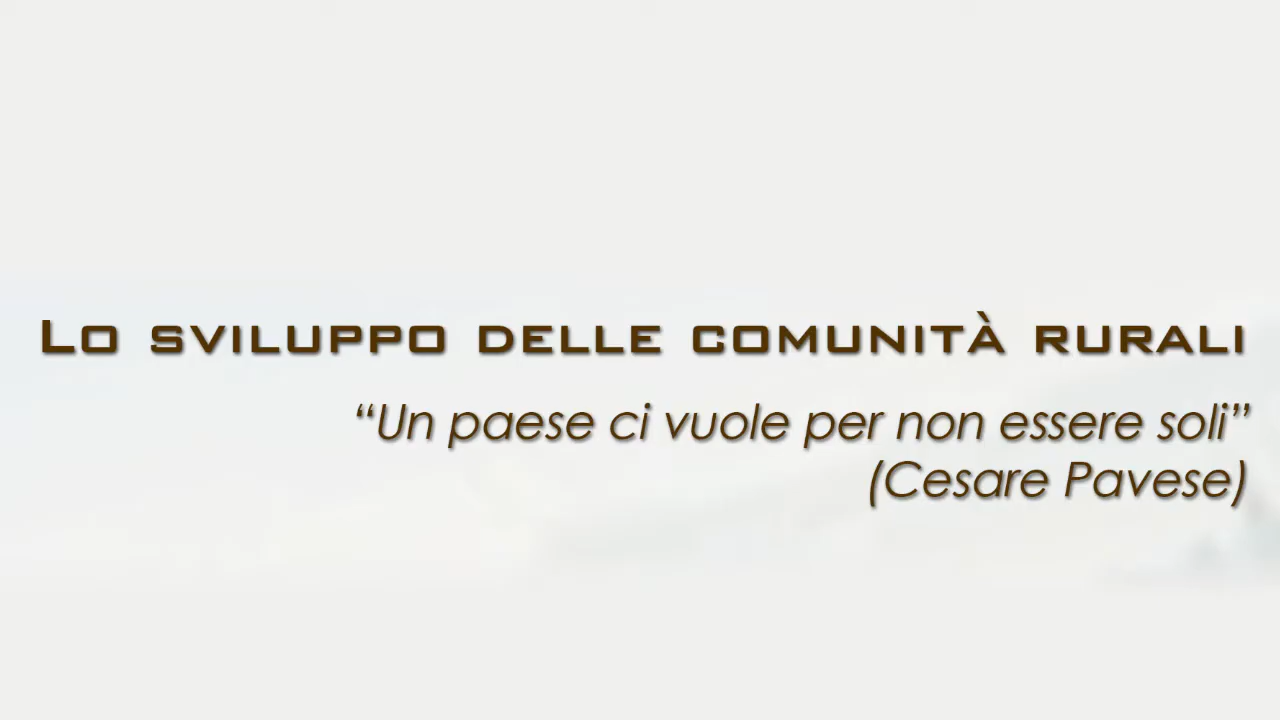 Lo sviluppo delle comunità rurali
“Un paese ci vuole per non essere soli”
(Cesare Pavese)